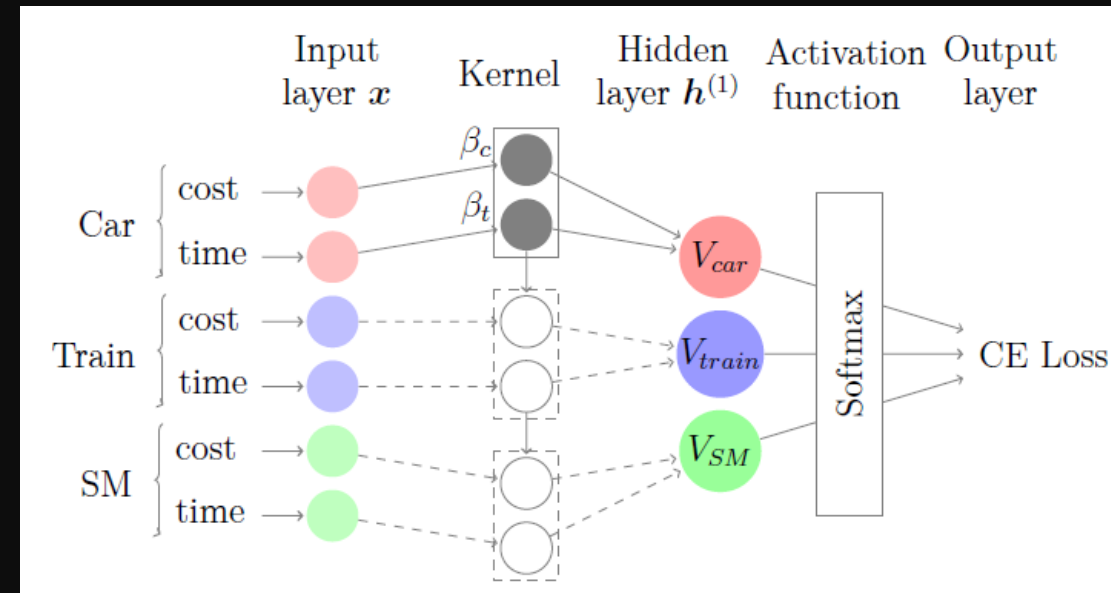 Input
layer x
Kernel
Hidden
layer h⁽¹⁾
Activation
function
Output
layer
Car
cost
time
Train
cost
time
SM
cost
time
β_c
β_t
V_car
V_train
V_SM
Softmax
CE Loss